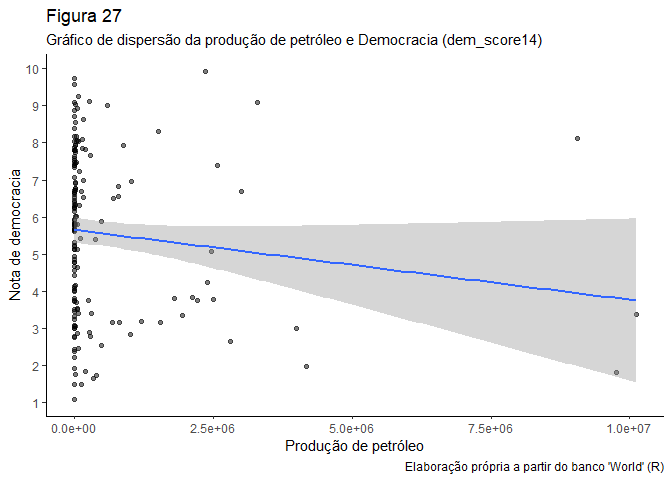 Figura 27
Gráfico de dispersão da produção de petróleo e Democracia (dem_score14)
Nota de democracia
10
9
8
7
6
5
4
3
2
1
0.0e+00 2.5e+06 5.0e+06 7.5e+06 1.0e+07
Produção de petróleo
Elaboração própria a partir do banco 'World' (R)